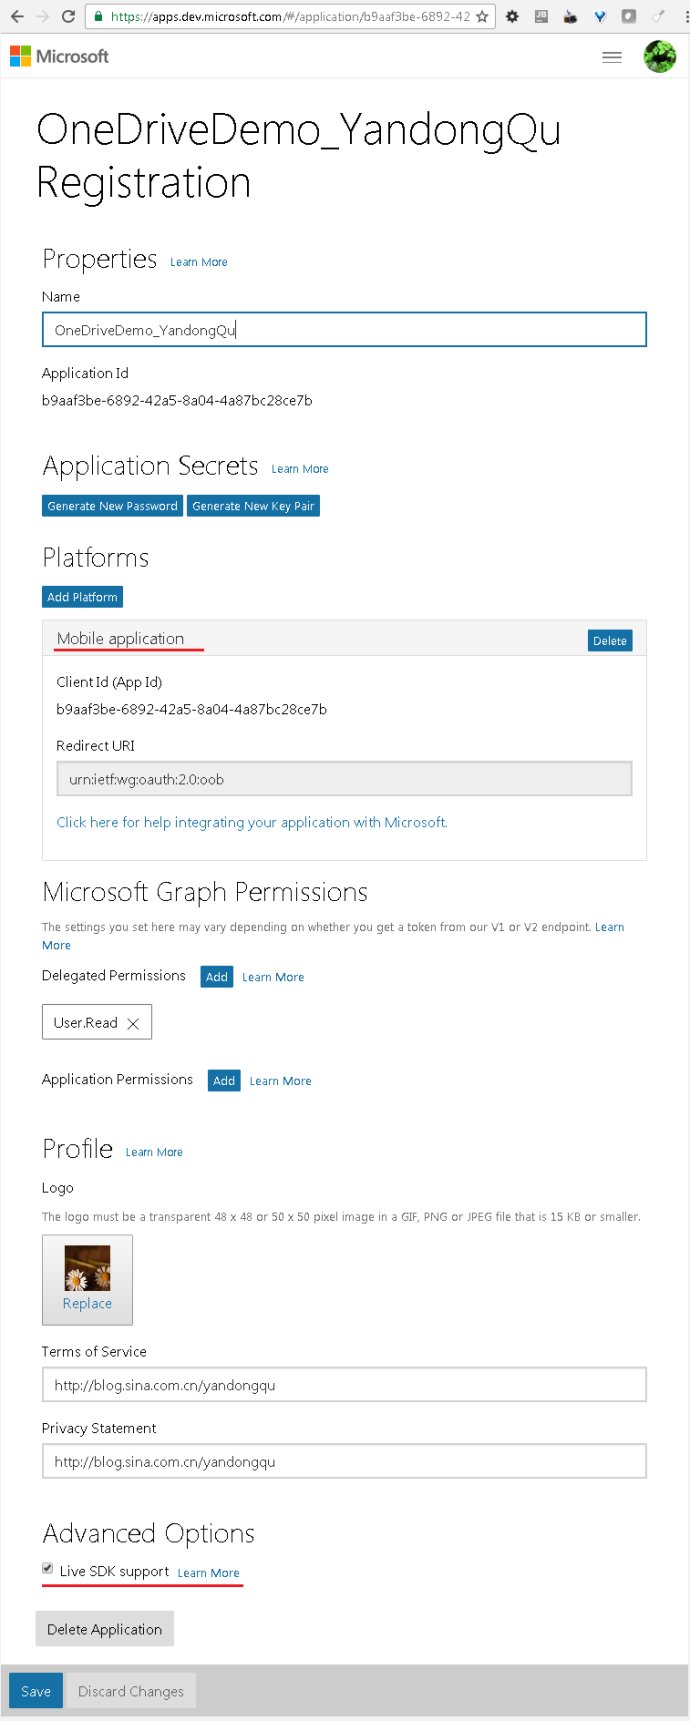 https://apps.dev.microsoft.com/#/application/b9aaf3be-6892-42
Microsoft
OneDriveDemo_YandongQu
Registration
Properties Learn More
Name
OneDriveDemo_YandongQu
Application Id
b9aaf3be-6892-42a5-8a04-4a87bc28ce7b
Application Secrets Learn More
Generate New Password Generate New Key Pair
Platforms
Add Platform
Mobile application Delete
Client Id (App Id)
b9aaf3be-6892-42a5-8a04-4a87bc28ce7b
Redirect URI
urn:ietf:wg:oauth:2.0:oob
Click here for help integrating your application with Microsoft.
Microsoft Graph Permissions
The settings you set here may vary depending on whether you get a token from our V1 or V2 endpoint. Learn
More
Delegated Permissions Add Learn More
User.Read
Application Permissions Add Learn More
Profile Learn More
Logo
The logo must be a transparent 48 x 48 or 50 x 50 pixel image in a GIF, PNG or JPEG file that is 15 KB or smaller.
Replace
Terms of Service
http://blog.sina.com.cn/yandongqu
Privacy Statement
http://blog.sina.com.cn/yandongqu
Advanced Options
Live SDK support Learn More
Delete Application
Save Discard Changes